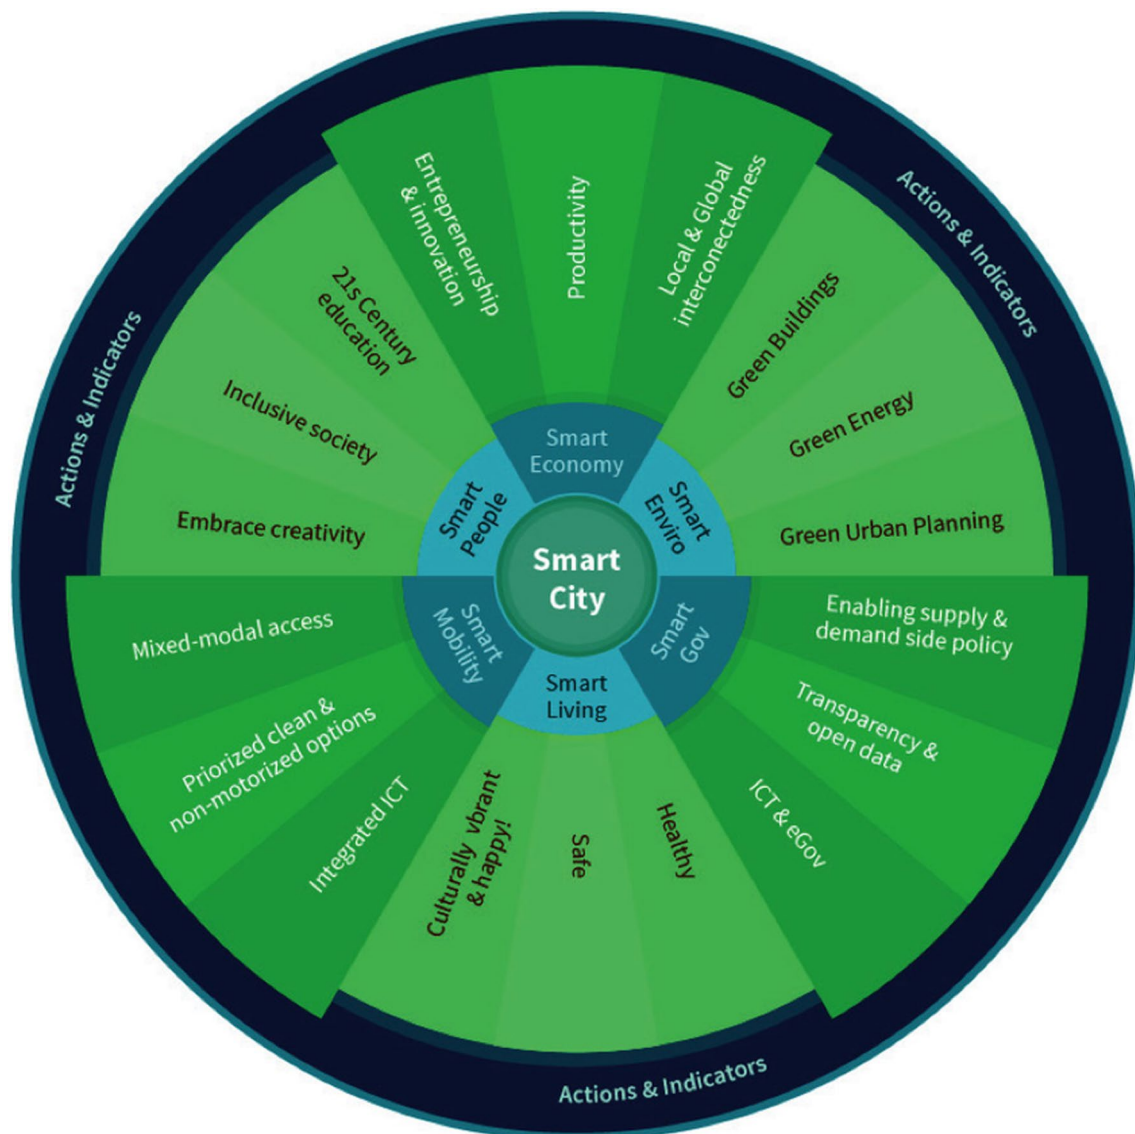 Smart
City
Smart
Economy
Entrepreneurship
& innovation
Productivity
Local & Global
interconectedness
Smart
Enviro
Green Buildings
Green Energy
Green Urban Planning
Smart
Gov
Enabling supply &
demand side policy
Transparency &
open data
ICT & eGov
Smart
Living
Healthy
Safe
Culturally vbrant
& happy!
Smart
Mobility
Integrated ICT
Priorized clean &
non-motorized options
Mixed-modal access
Smart
People
Embrace creativity
Inclusive society
21s Century
education
Actions & Indicators
Actions & Indicators
Actions & Indicators